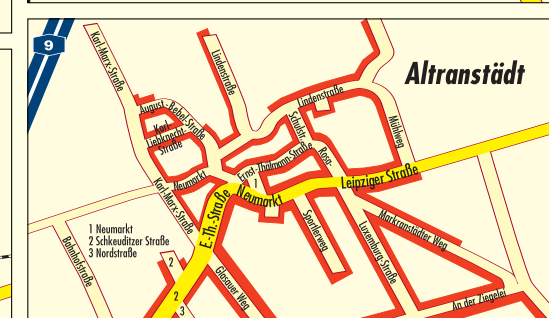 9
Karl-Marx-Straße
Lindenstraße
Altranstädt
Lindenstraße
August-Bebel-Straße
Karl-
Liebknecht-
Straße
Schulstr.
Mühlweg
Ernst-Thälmann-Straße
Rosa-
1
Neumarkt
Karl-Marx-Straße
Neumarkt
Leipziger Straße
E.-Th.-Straße
Sportlerweg
Luxemburg-Straße
Markranstädter Weg
1 Neumarkt
2 Schkeuditzer Straße
3 Nordstraße
Bahnhofstraße
2
Glasauer Weg
An der Ziegelei
2
3